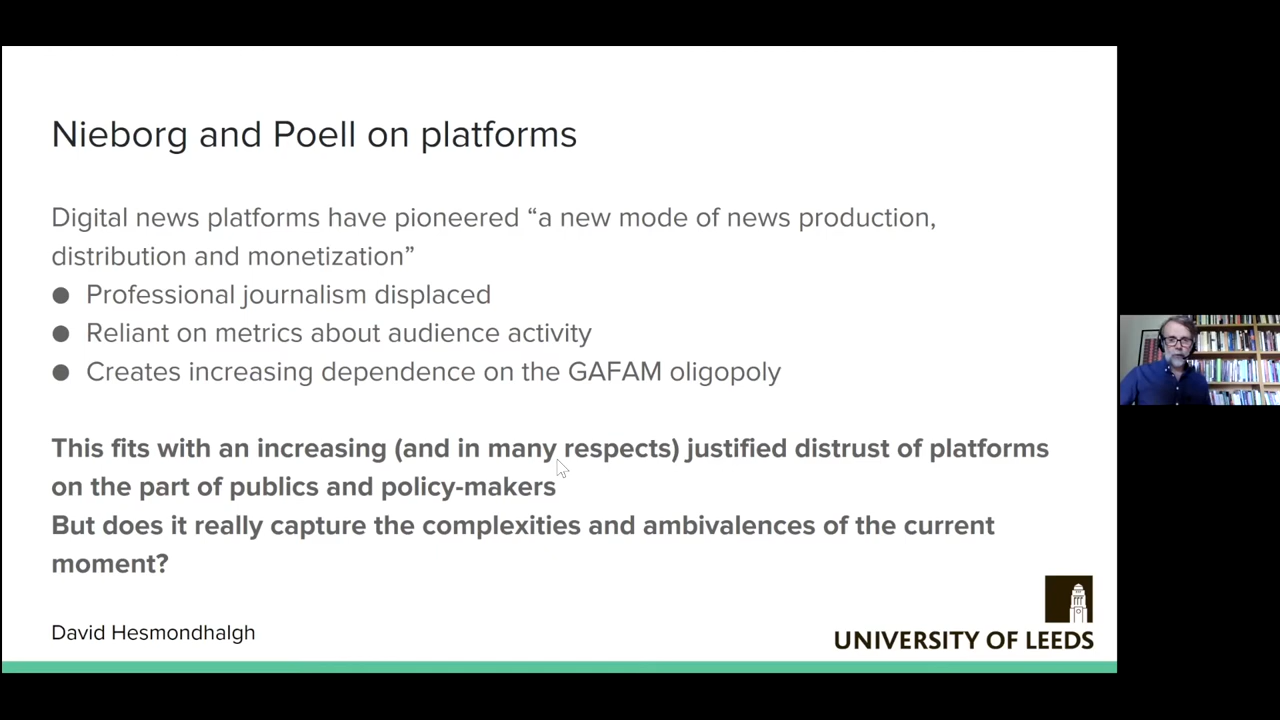 Nieborg and Poell on platforms
Digital news platforms have pioneered “a new mode of news production,
distribution and monetization”
● Professional journalism displaced
● Reliant on metrics about audience activity
● Creates increasing dependence on the GAFAM oligopoly
This fits with an increasing (and in many respects) justified distrust of platforms
on the part of publics and policy-makers
But does it really capture the complexities and ambivalences of the current
moment?
David Hesmondhalgh
UNIVERSITY OF LEEDS